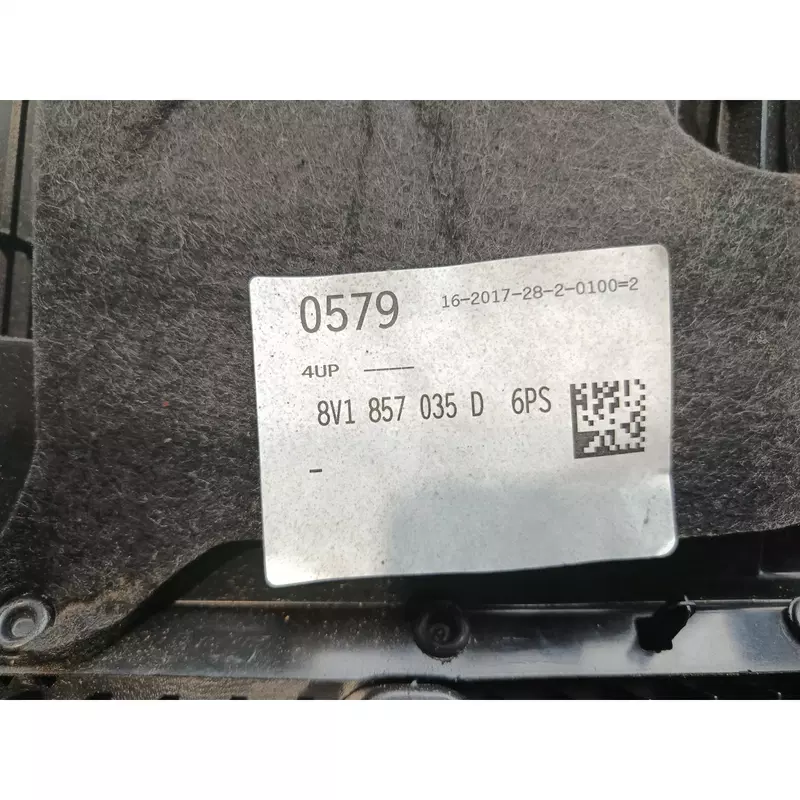 0579 16-2017-28-2-0100=2
4UP ——
8V1 857 035 D 6PS
-